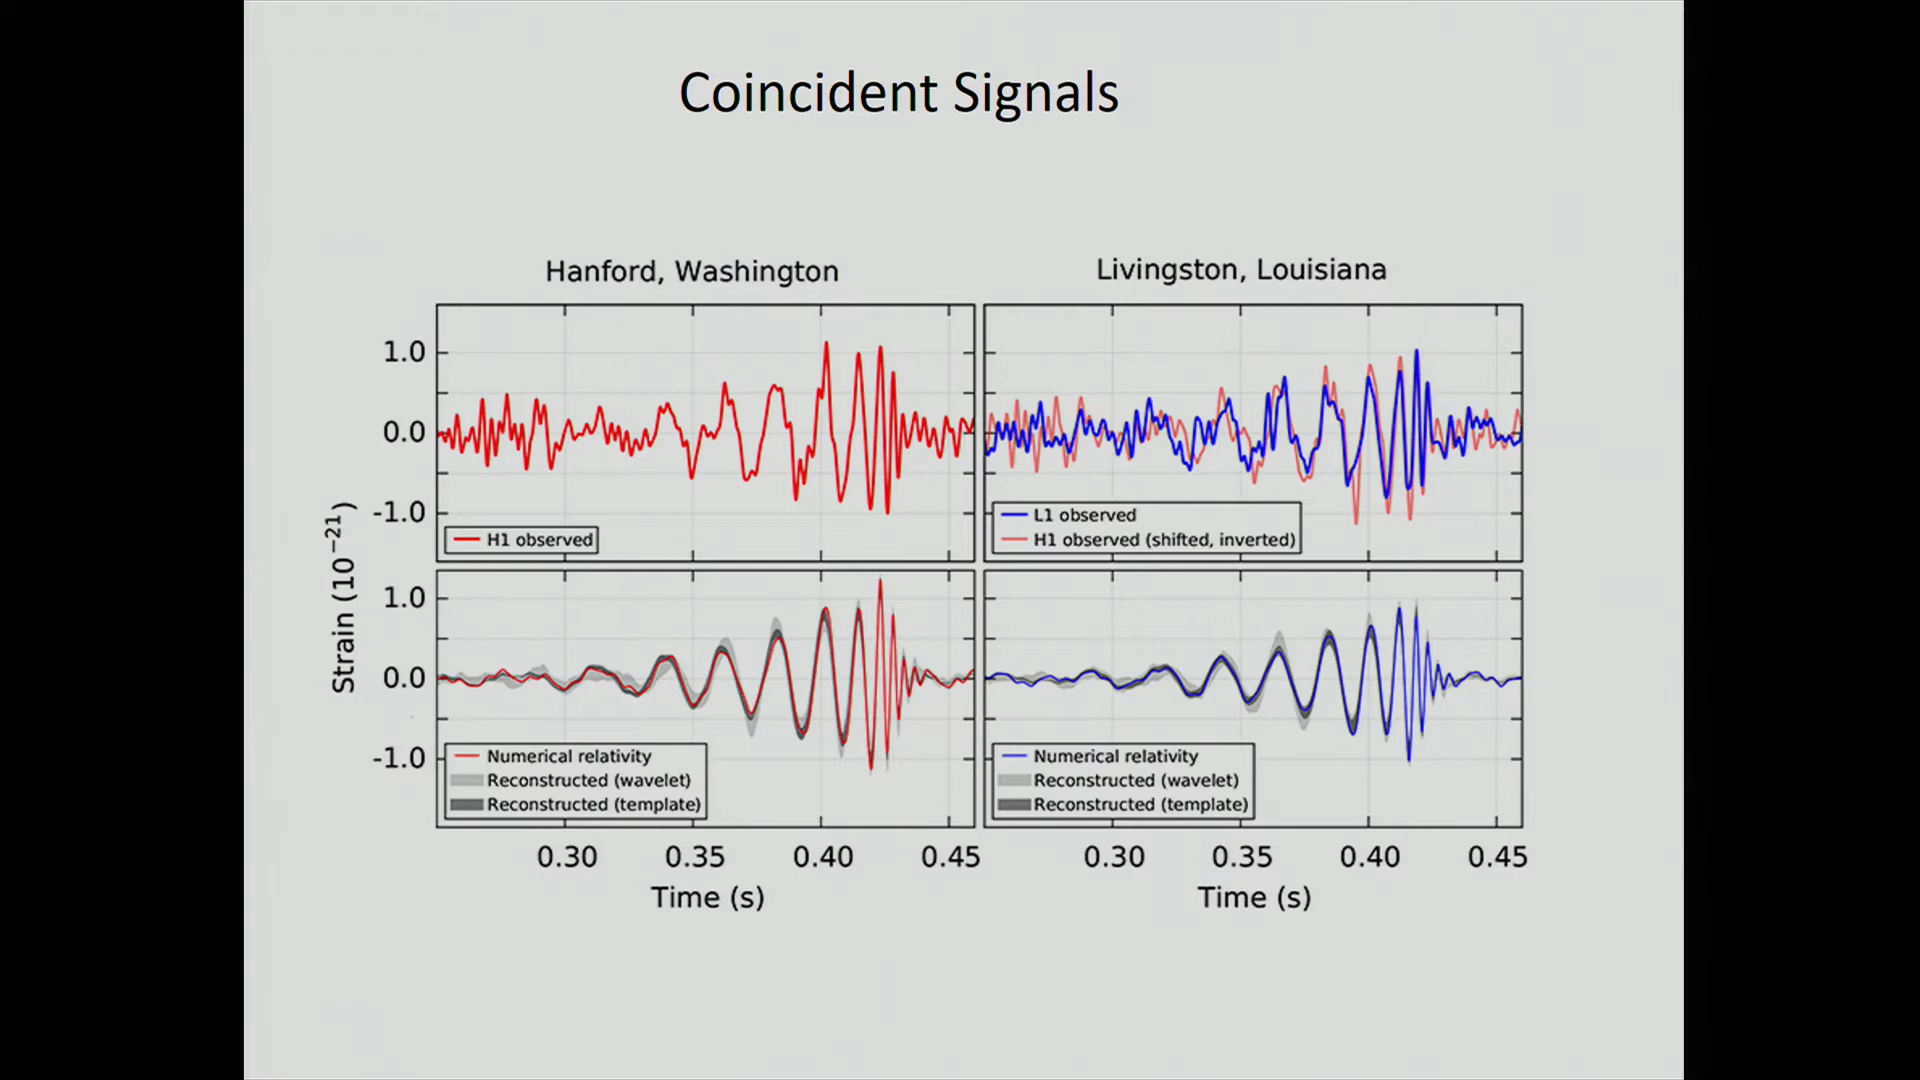 Coincident Signals
Hanford, Washington
Livingston, Louisiana
Strain (10⁻²¹)
1.0
0.0
-1.0
H1 observed
L1 observed
H1 observed (shifted, inverted)
1.0
0.0
-1.0
Numerical relativity
Reconstructed (wavelet)
Reconstructed (template)
Numerical relativity
Reconstructed (wavelet)
Reconstructed (template)
0.30 0.35 0.40 0.45
0.30 0.35 0.40 0.45
Time (s)
Time (s)